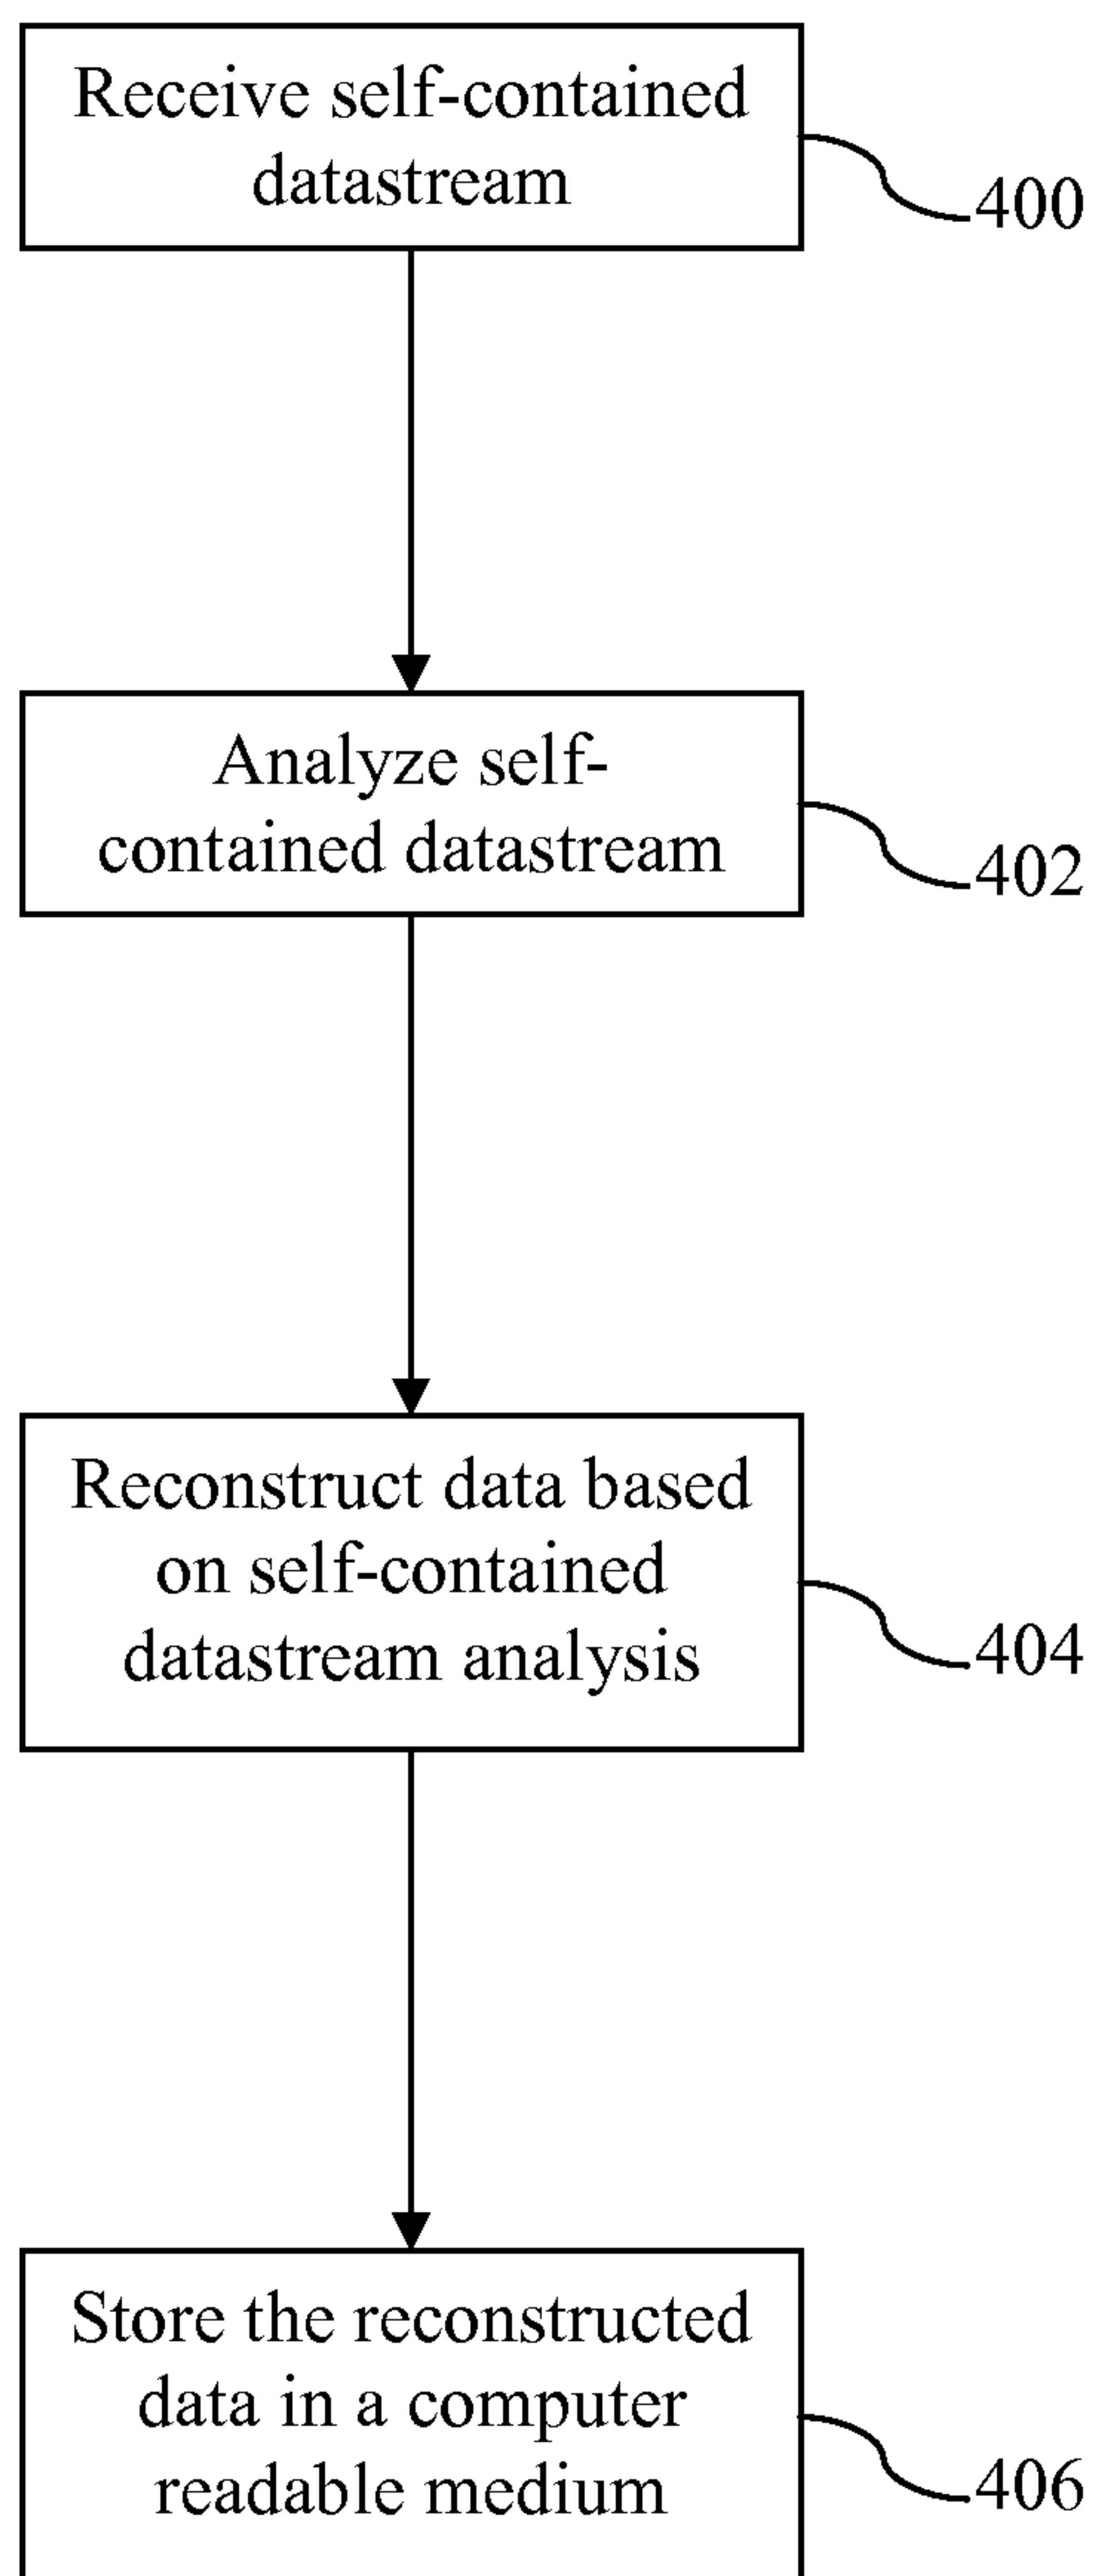 Receive self-contained
datastream
400
Analyze self-
contained datastream
402
Reconstruct data based
on self-contained
datastream analysis
404
Store the reconstructed
data in a computer
readable medium
406